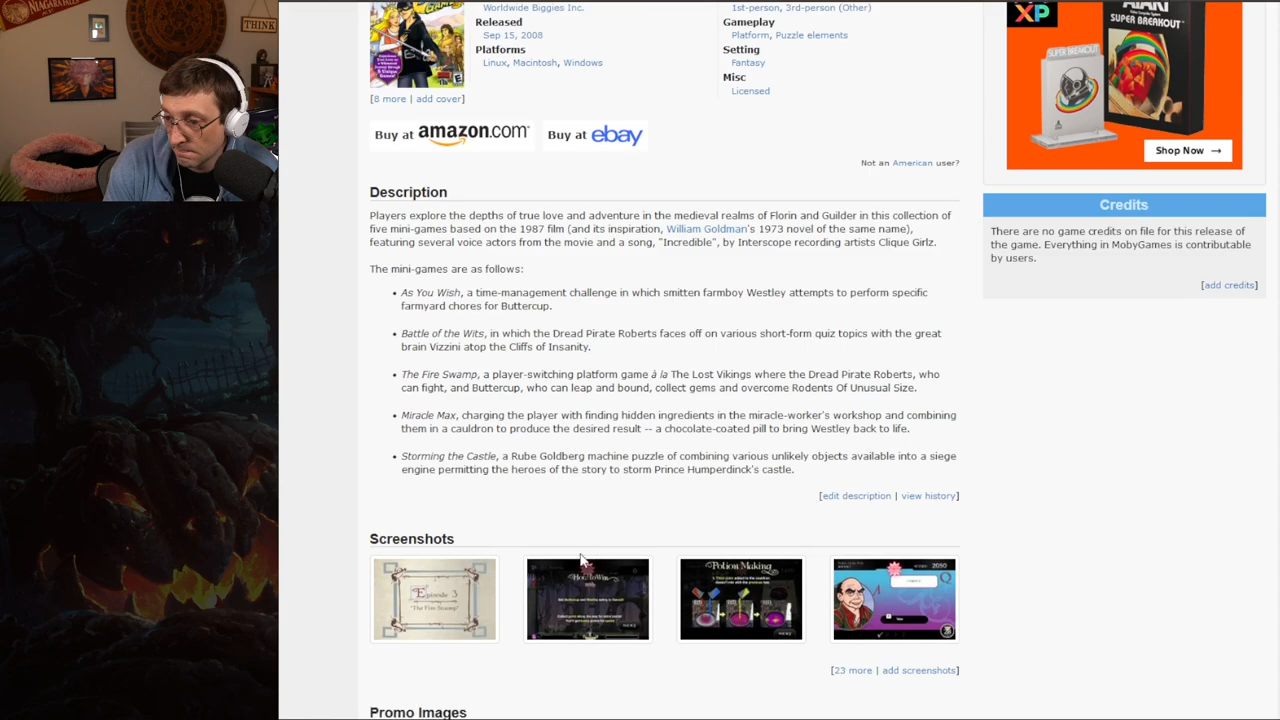 NIAGARA FALLS
THINK
Worldwide Biggies Inc.
Released
Sep 15, 2008
Platforms
Linux, Macintosh, Windows
[8 more | add cover]
1st-person, 3rd-person (Other)
Gameplay
Platform, Puzzle elements
Setting
Fantasy
Misc
Licensed
Buy at amazon.com
Buy at ebay
Not an American user?
Description
Players explore the depths of true love and adventure in the medieval realms of Florin and Guilder in this collection of
five mini-games based on the 1987 film (and its inspiration, William Goldman's 1973 novel of the same name),
featuring several voice actors from the movie and a song, "Incredible", by Interscope recording artists Clique Girlz.
The mini-games are as follows:
• As You Wish, a time-management challenge in which smitten farmboy Westley attempts to perform specific
farmyard chores for Buttercup.
• Battle of the Wits, in which the Dread Pirate Roberts faces off on various short-form quiz topics with the great
brain Vizzini atop the Cliffs of Insanity.
• The Fire Swamp, a player-switching platform game à la The Lost Vikings where the Dread Pirate Roberts, who
can fight, and Buttercup, who can leap and bound, collect gems and overcome Rodents Of Unusual Size.
• Miracle Max, charging the player with finding hidden ingredients in the miracle-worker's workshop and combining
them in a cauldron to produce the desired result -- a chocolate-coated pill to bring Westley back to life.
• Storming the Castle, a Rube Goldberg machine puzzle of combining various unlikely objects available into a siege
engine permitting the heroes of the story to storm Prince Humperdinck's castle.
[edit description | view history]
Screenshots
Episode 3
"The Fire Swamp"
How to Win
Potion Making
2050
[23 more | add screenshots]
Promo Images
XP
ATARI
SUPER BREAKOUT
SUPER BREAKOUT
Shop Now →
Credits
There are no game credits on file for this release of
the game. Everything in MobyGames is contributable
by users.
[add credits]